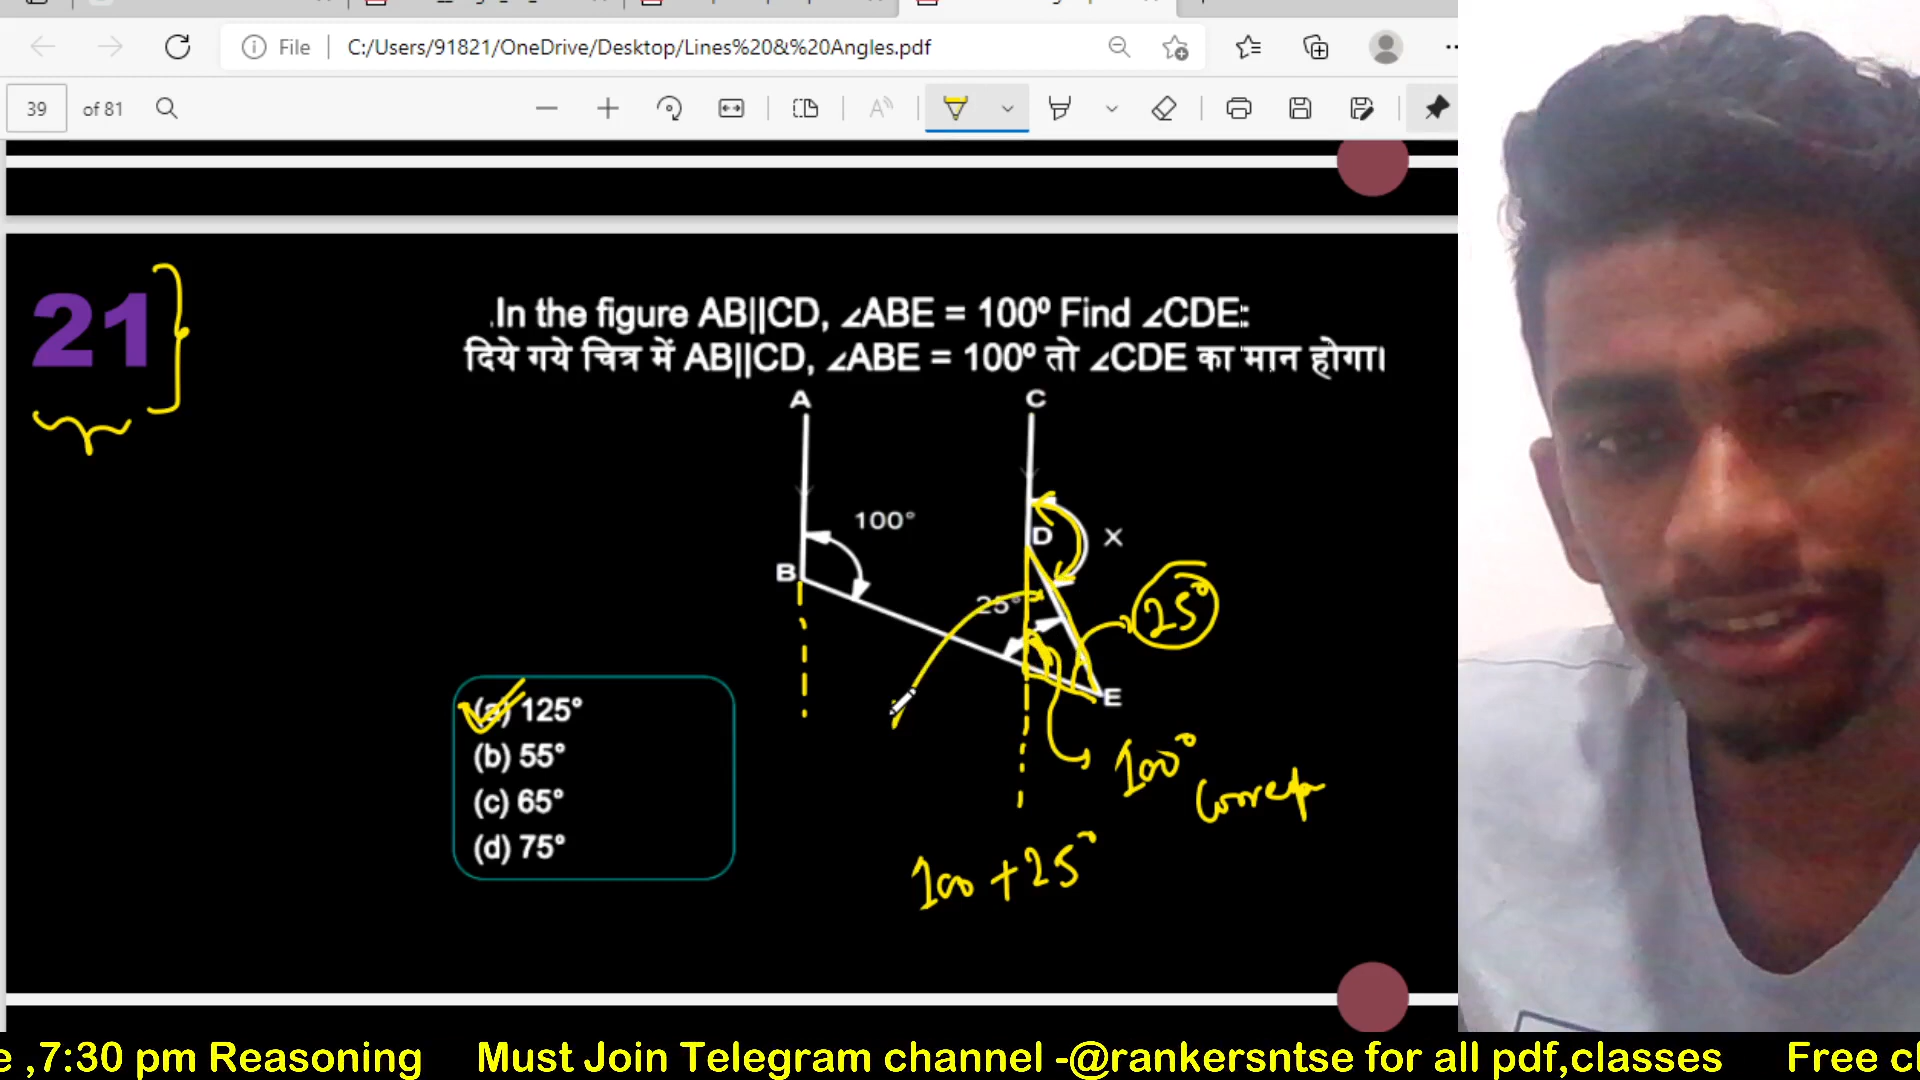 File
C:/Users/91821/OneDrive/Desktop/Lines%20&%20Angles.pdf
39 of 81
21
.In the figure AB||CD, ∠ABE = 100º Find ∠CDE:
दिये गये चित्र में AB||CD, ∠ABE = 100º तो ∠CDE का मान होगा।
A
C
100°
D
x
B
25°
25°
E
(a) 125°
(b) 55°
(c) 65°
(d) 75°
100°
100 + 25°
e ,7:30 pm Reasoning Must Join Telegram channel -@rankersntse for all pdf,classes Free